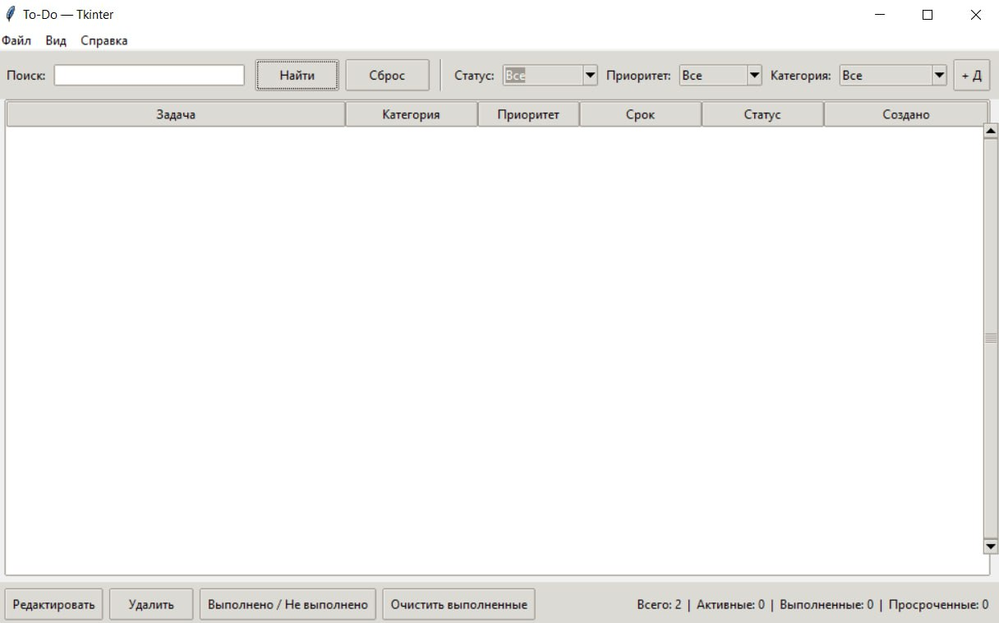 To-Do — Tkinter
Файл Вид Справка
Поиск: Найти Сброс Статус: Все Приоритет: Все Категория: Все + Д
Задача Категория Приоритет Срок Статус Создано
Редактировать Удалить Выполнено / Не выполнено Очистить выполненные Всего: 2 | Активные: 0 | Выполненные: 0 | Просроченные: 0